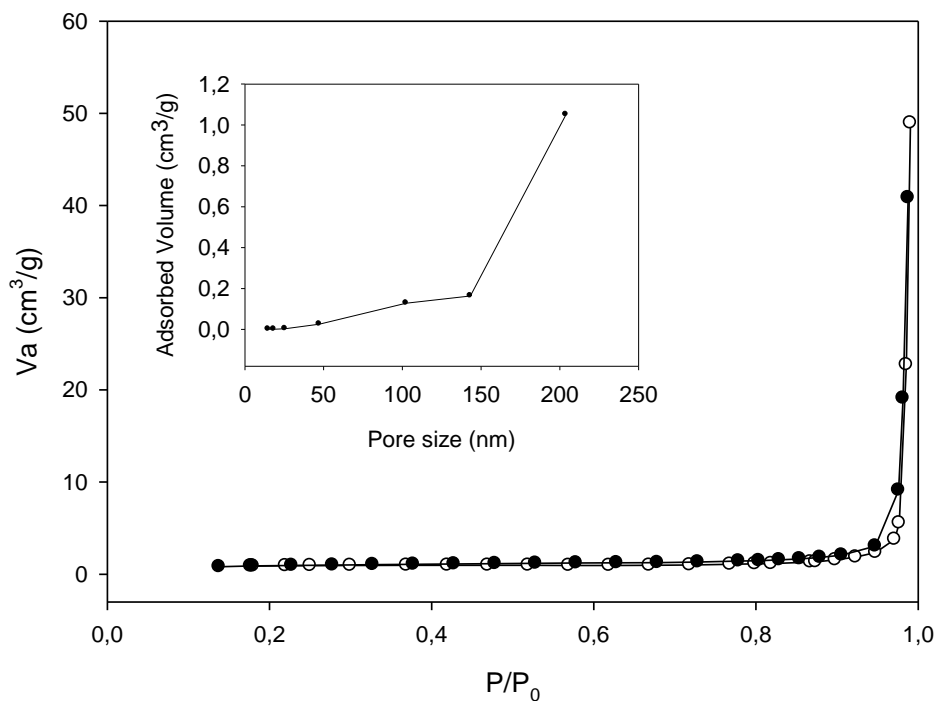 60
50
40
30
20
10
0
Va (cm³/g)
0,0 0,2 0,4 0,6 0,8 1,0
P/P₀
1,2
1,0
0,8
0,6
0,4
0,2
0,0
Adsorbed Volume (cm³/g)
0 50 100 150 200 250
Pore size (nm)